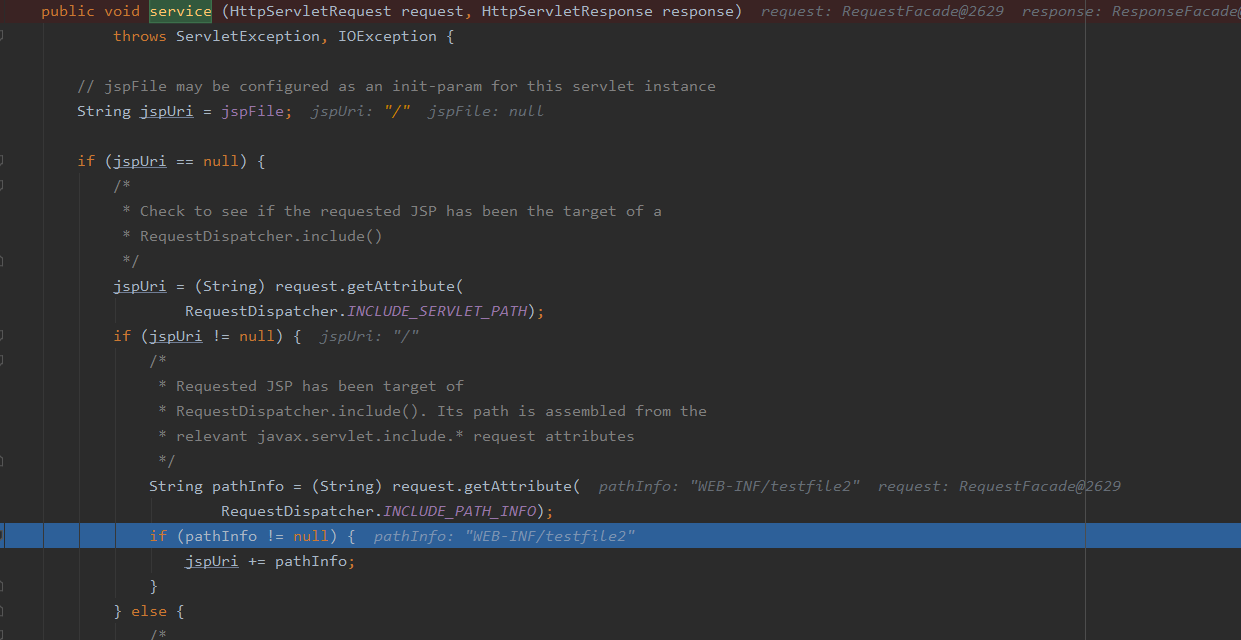 public void service (HttpServletRequest request, HttpServletResponse response) request: RequestFacade@2629 response: ResponseFacade@
throws ServletException, IOException {
// jspFile may be configured as an init-param for this servlet instance
String jspUri = jspFile; jspUri: "/" jspFile: null
if (jspUri == null) {
/*
* Check to see if the requested JSP has been the target of a
* RequestDispatcher.include()
*/
jspUri = (String) request.getAttribute(
RequestDispatcher.INCLUDE_SERVLET_PATH);
if (jspUri != null) { jspUri: "/"
/*
* Requested JSP has been target of
* RequestDispatcher.include(). Its path is assembled from the
* relevant javax.servlet.include.* request attributes
*/
String pathInfo = (String) request.getAttribute( pathInfo: "WEB-INF/testfile2" request: RequestFacade@2629
RequestDispatcher.INCLUDE_PATH_INFO);
if (pathInfo != null) { pathInfo: "WEB-INF/testfile2"
jspUri += pathInfo;
}
} else {
/*